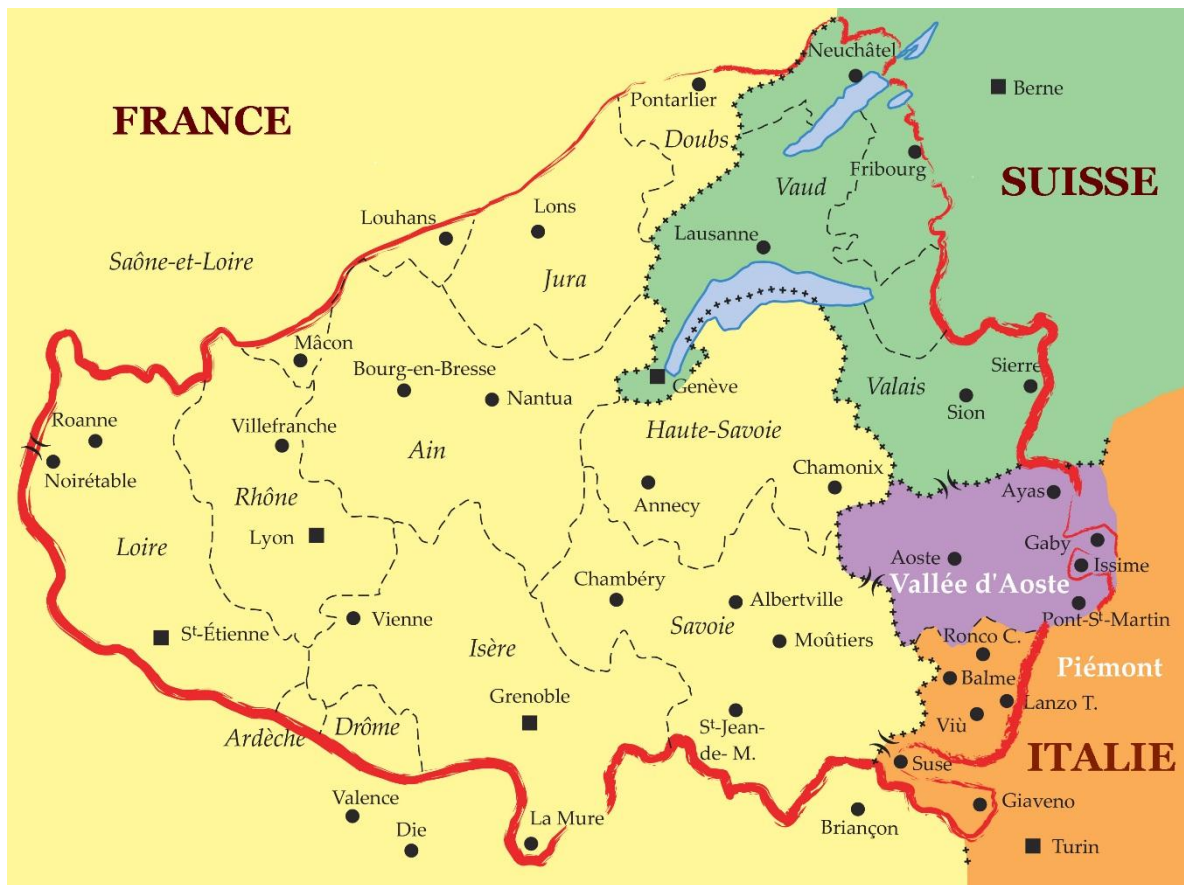 Neuchâtel
Berne
Pontarlier
FRANCE
Doubs
Fribourg
SUISSE
Vaud
Louhans
Lons
Lausanne
Saône-et-Loire
Jura
Mâcon
Bourg-en-Bresse
Genève
Nantua
Valais
Sierre
Sion
Roanne
Villefranche
Haute-Savoie
Noirétable
Ain
Chamonix
Rhône
Annecy
Ayas
Lyon
Loire
Gaby
Aoste
Issime
Vallée d'Aoste
Chambéry
Albertville
Vienne
Savoie
Pont-St-Martin
St-Étienne
Moûtiers
Ronco C.
Isère
Piémont
Balme
Grenoble
Lanzo T.
Viù
Ardèche
Drôme
St-Jean-
de- M.
ITALIE
Suse
Valence
La Mure
Briançon
Giaveno
Die
Turin